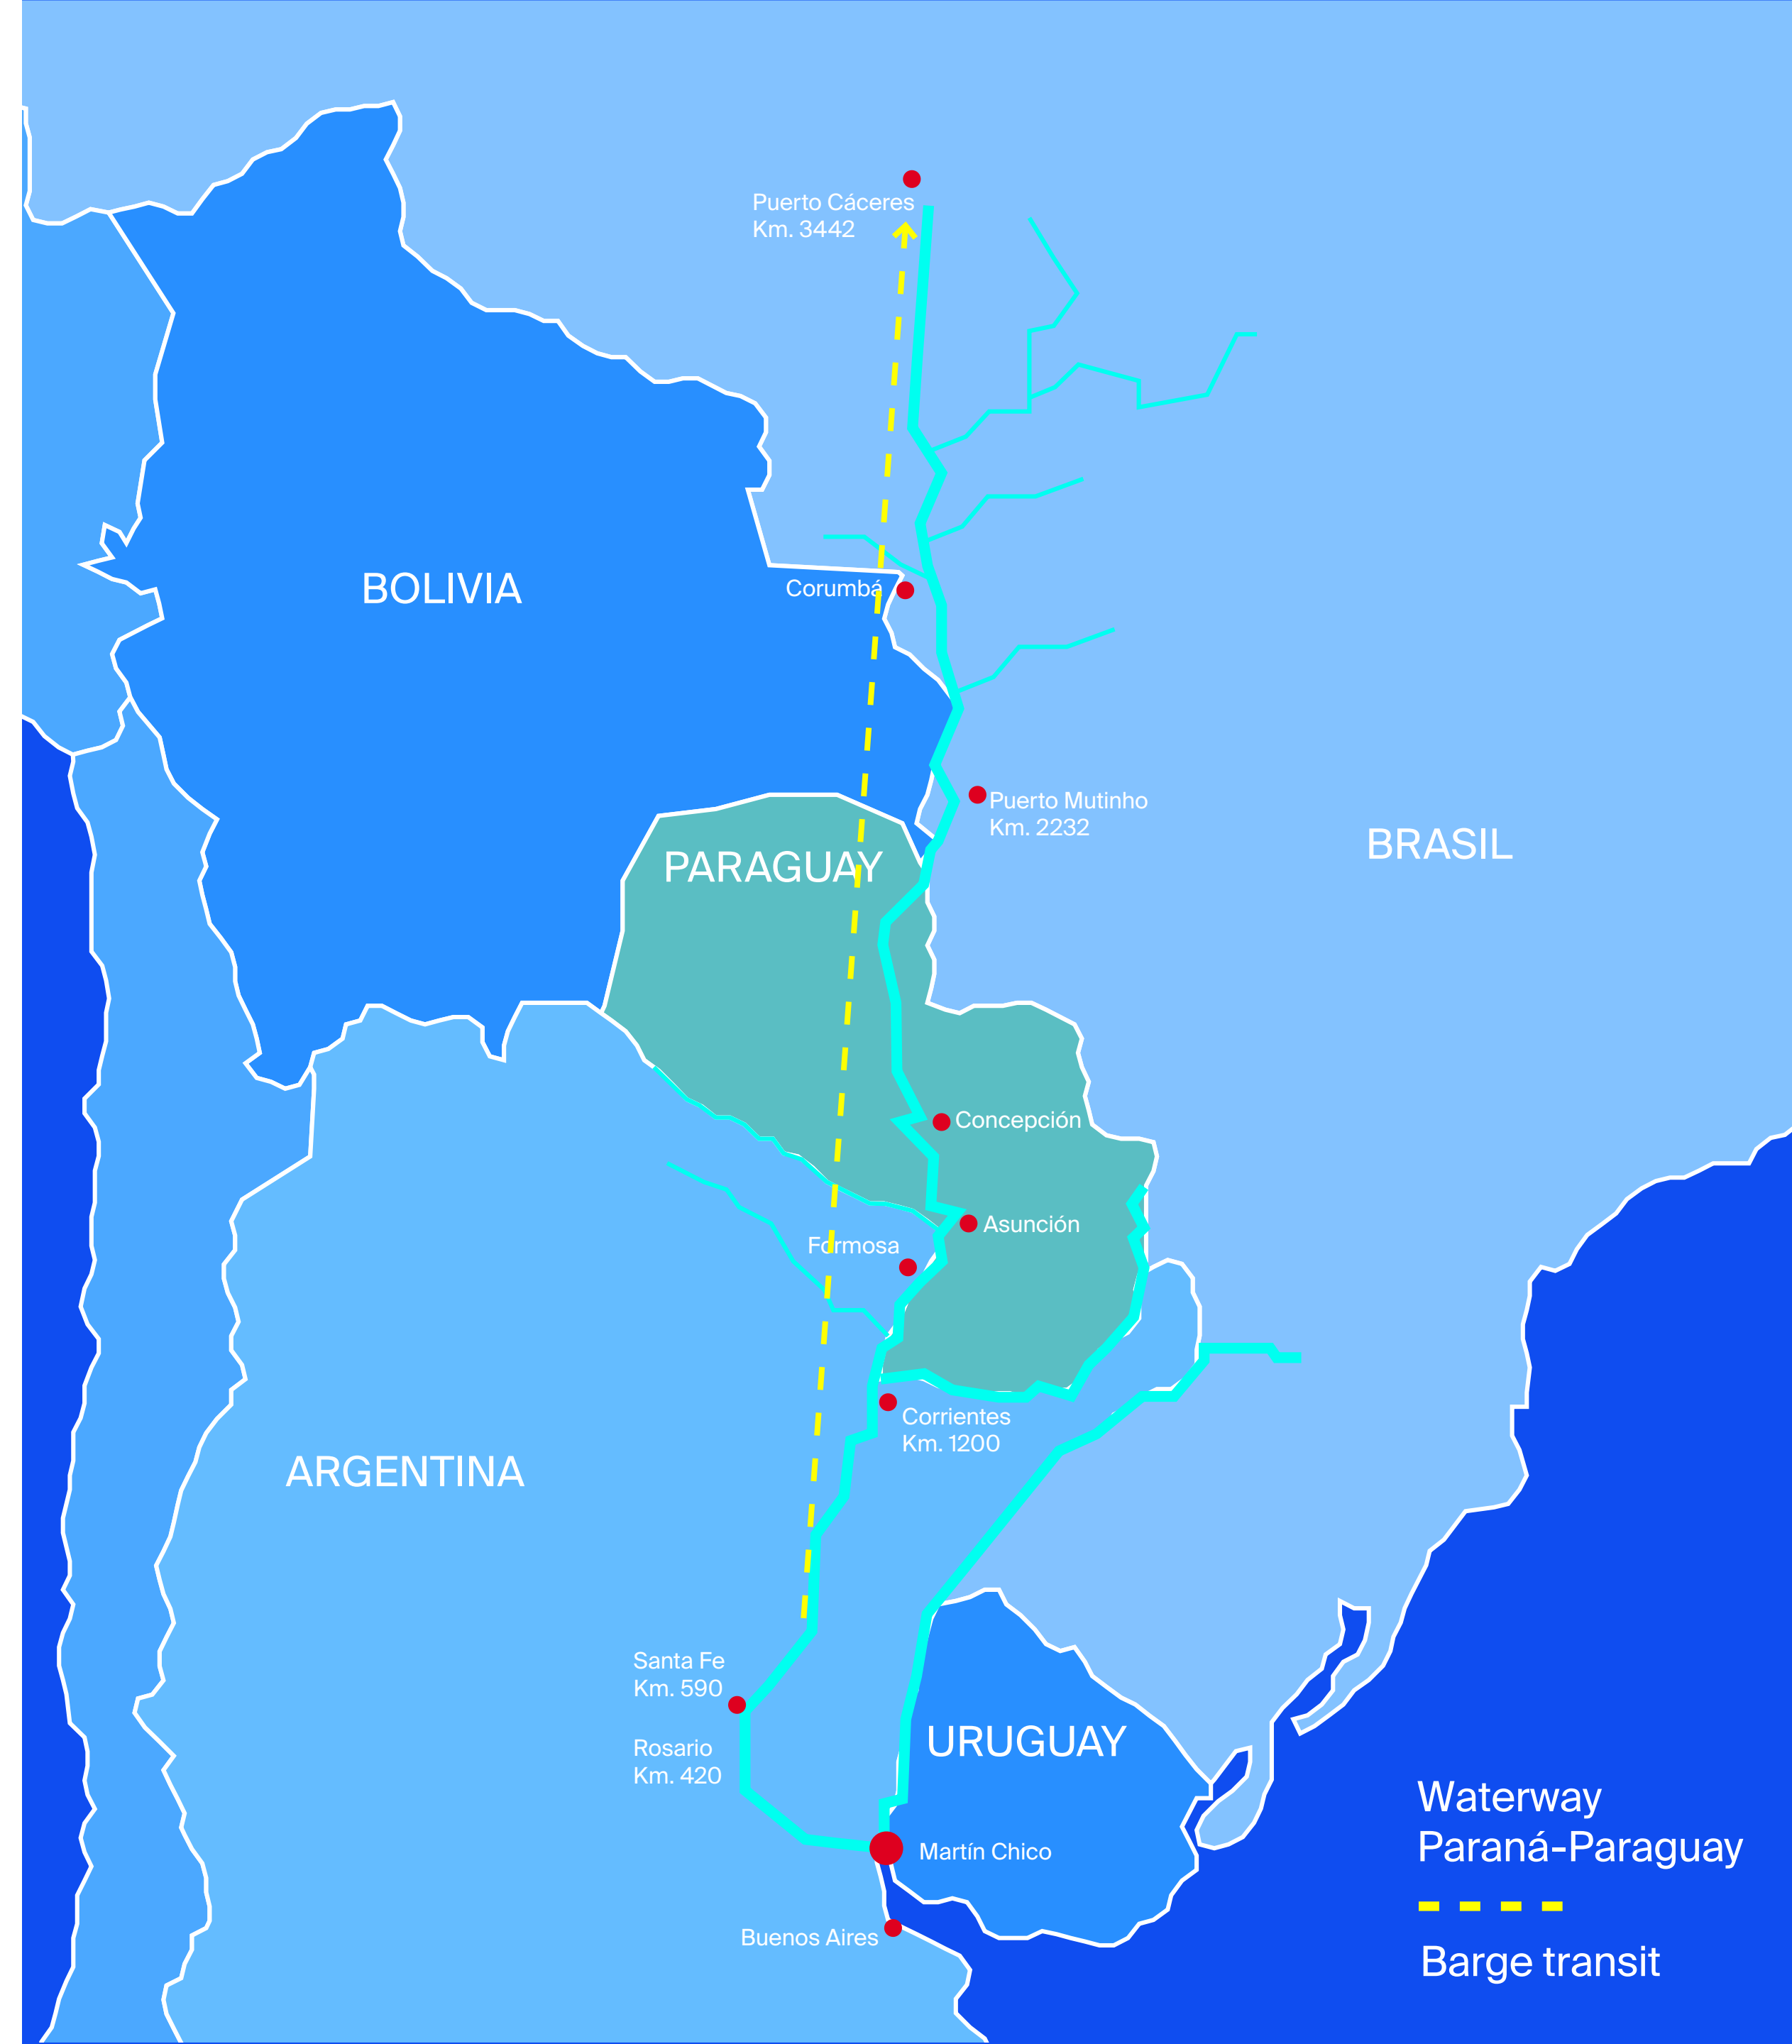 Puerto Cáceres
Km. 3442
BOLIVIA
Corumbá
Puerto Mutinho
Km. 2232
BRASIL
PARAGUAY
Concepción
Asunción
Formosa
Corrientes
Km. 1200
ARGENTINA
Santa Fe
Km. 590
Rosario
Km. 420
URUGUAY
Martín Chico
Buenos Aires
Waterway
Paraná-Paraguay
Barge transit